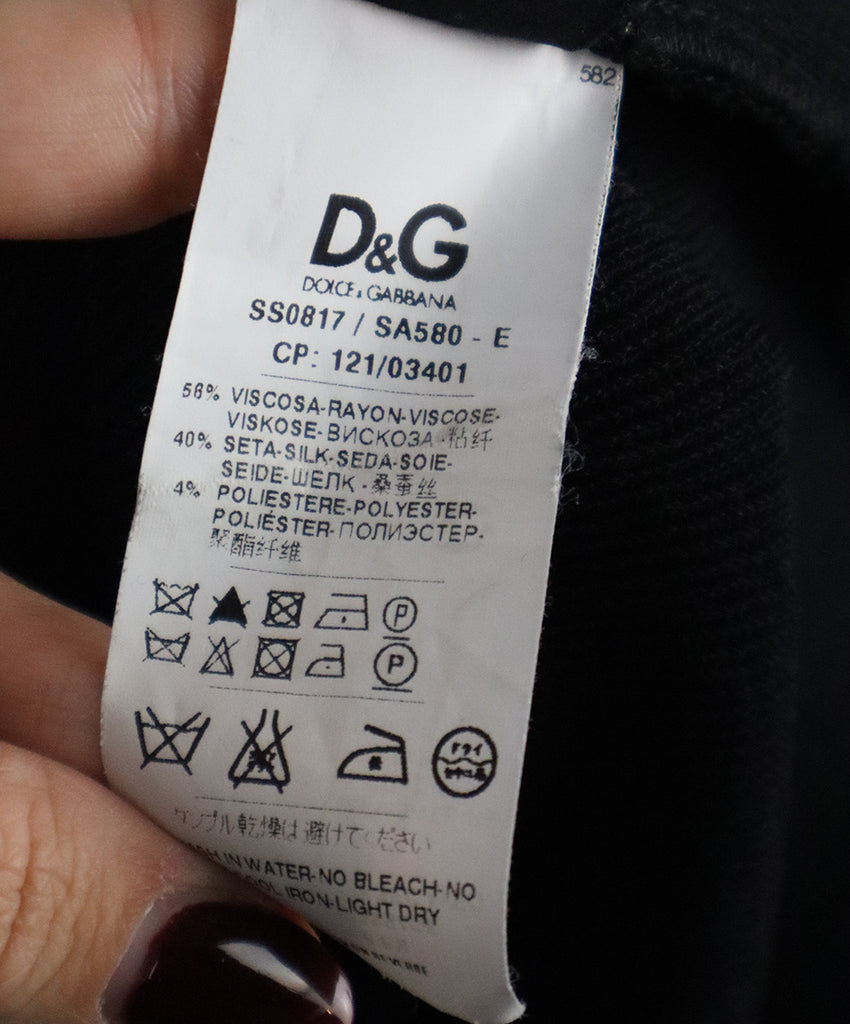 582
D&G
DOLCE & GABBANA
SS0817 / SA580 - E
CP: 121/03401
56% VISCOSA-RAYON-VISCOSE-
VISKOSE-ВИСКОЗА-粘纤
40% SETA-SILK-SEDA-SOIE-
SEIDE-ШЕЛК-桑蚕丝
4% POLIESTERE-POLYESTER-
POLIÉSTER-ПОЛИЭСТЕР-
聚酯纤维
P
P
ドライ
タンブル乾燥は避けてください
IN WATER-NO BLEACH-NO
IRON-LIGHT DRY